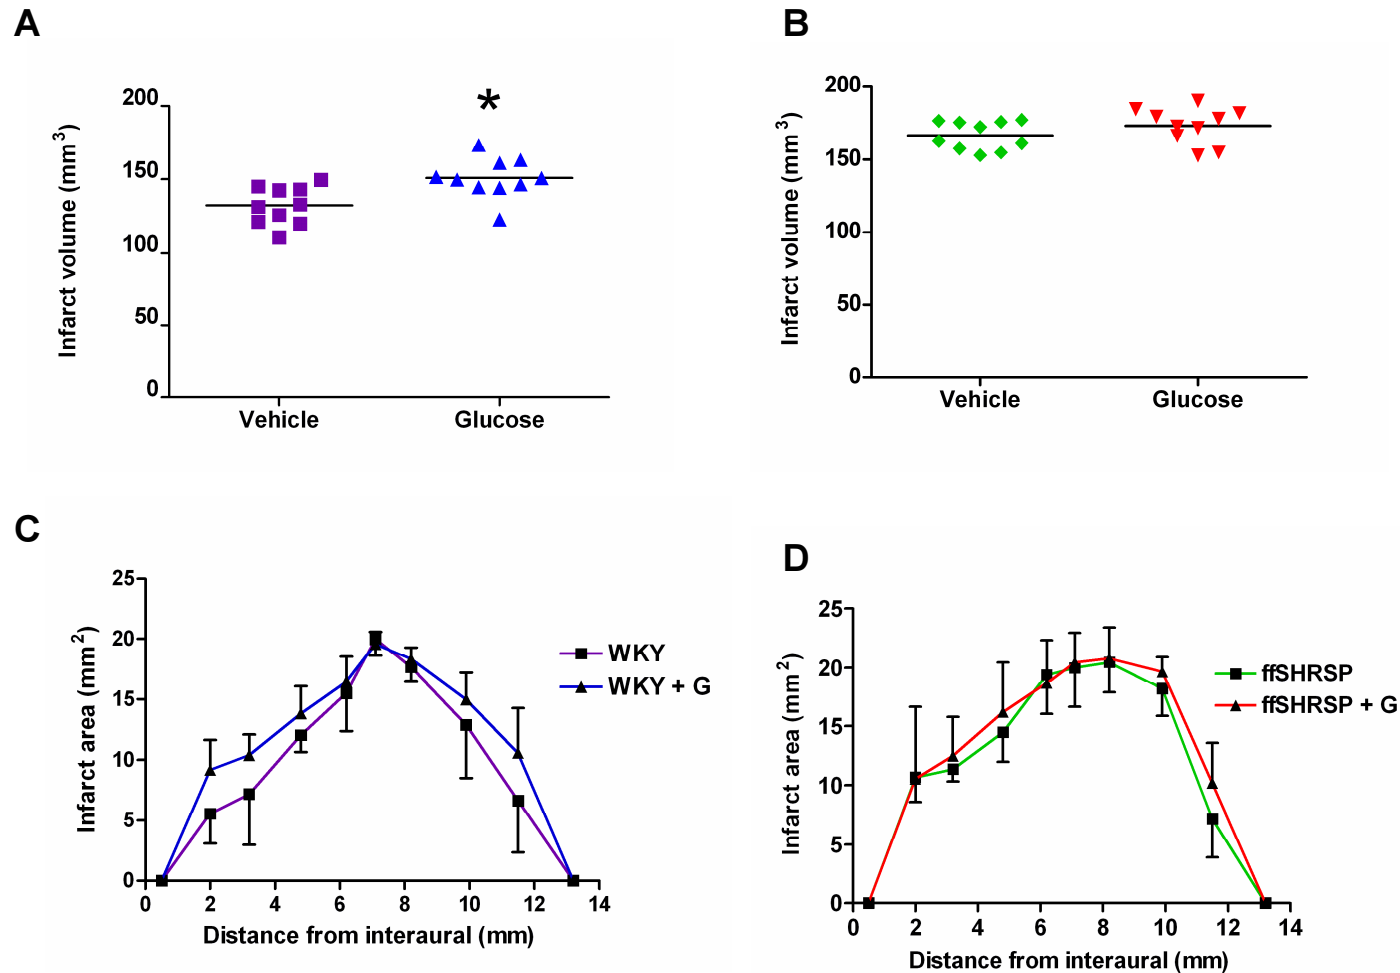 A
Infarct volume (mm3)
200
150
100
50
0
*
Vehicle
Glucose
B
Infarct volume (mm3)
200
150
100
50
0
Vehicle
Glucose
C
Infarct area (mm2)
25
20
15
10
5
0
0 2 4 6 8 10 12 14
Distance from interaural (mm)
WKY
WKY + G
D
Infarct area (mm2)
25
20
15
10
5
0
0 2 4 6 8 10 12 14
Distance from interaural (mm)
ffSHRSP
ffSHRSP + G